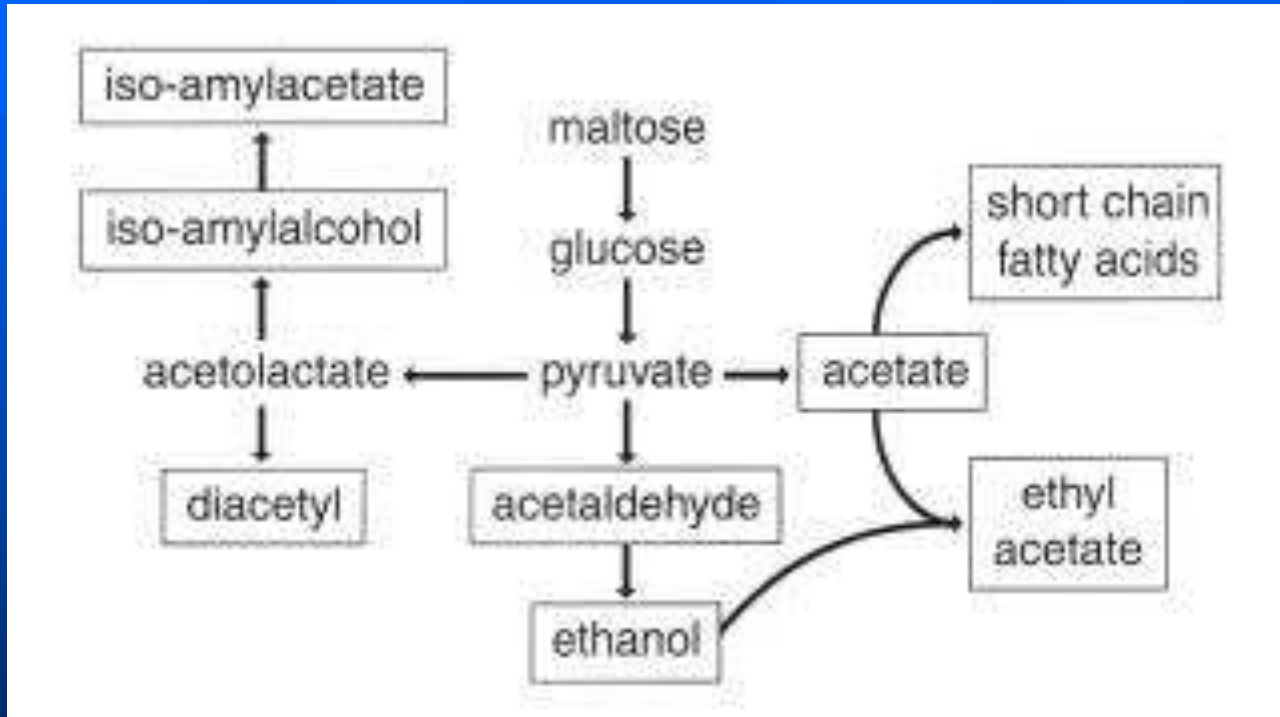 iso-amylacetate
maltose
iso-amylalcohol
short chain
fatty acids
glucose
acetolactate
pyruvate
acetate
diacetyl
acetaldehyde
ethyl
acetate
ethanol